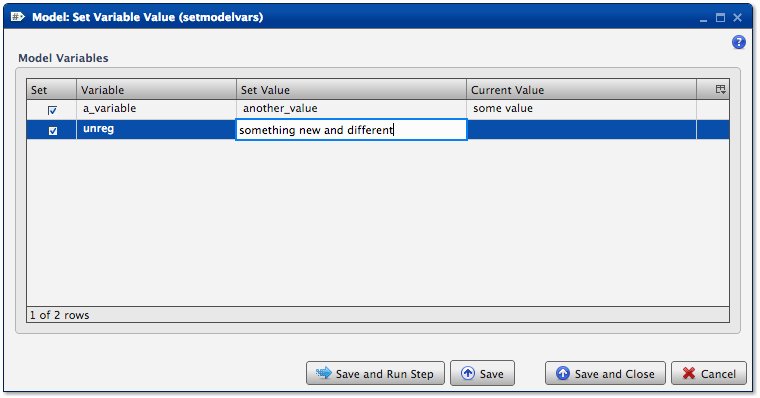 Model: Set Variable Value (setmodelvars)
Model Variables
Set Variable Set Value Current Value
a_variable another_value some value
unreg something new and different
1 of 2 rows
Save and Run Step Save Save and Close Cancel